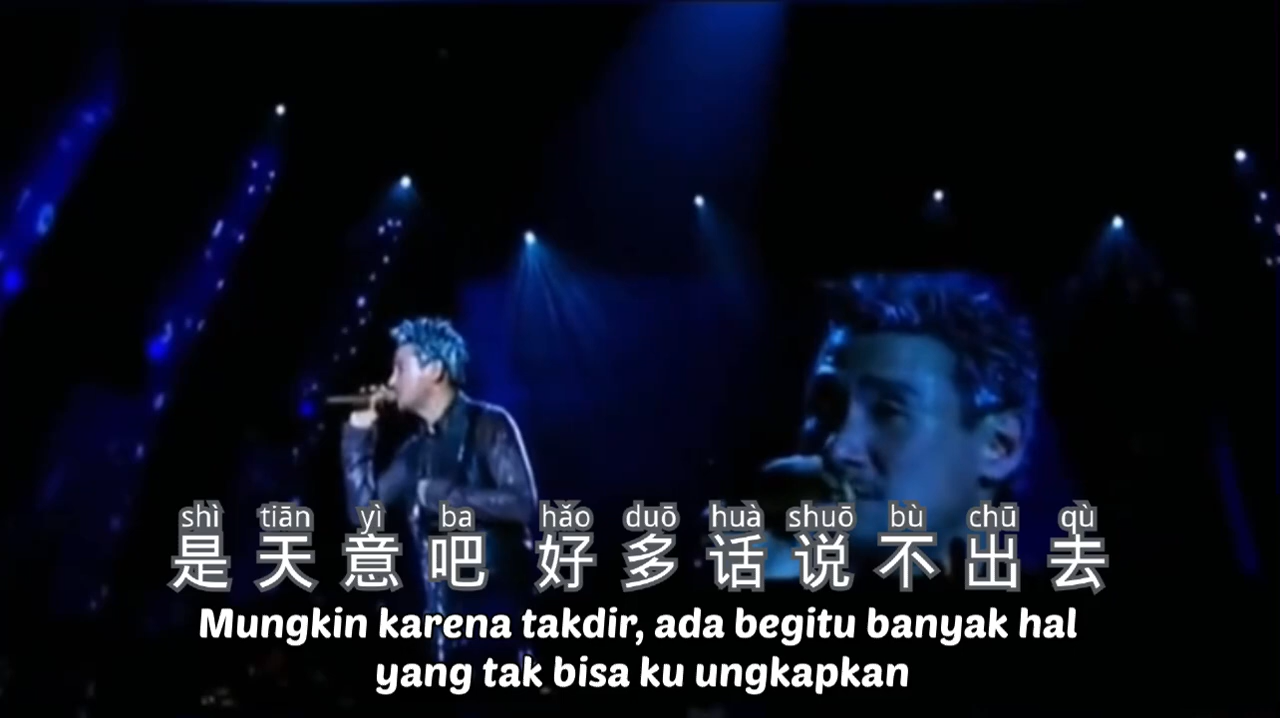 shì tiān yì ba hǎo duō huà shuō bù chū qù
是天意吧 好多话说不出去
Mungkin karena takdir, ada begitu banyak hal
yang tak bisa ku ungkapkan